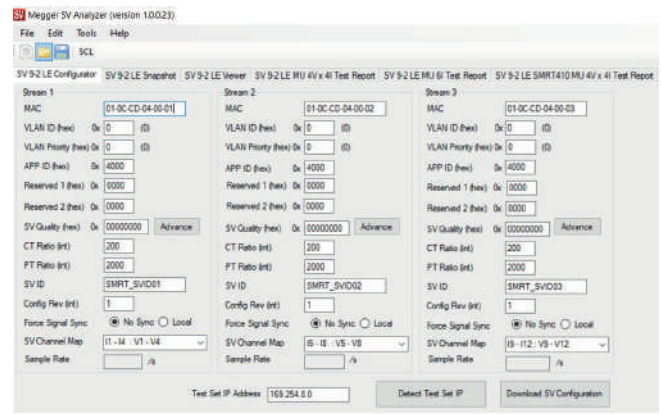 SV Megger SV Analyzer (version 1.0.0.23)
File Edit Tools Help
SCL
SV 9-2 LE Configurator SV 9-2 LE Snapshot SV 9-2 LE Viewer SV 9-2 LE MU 4V x 4I Test Report SV 9-2 LE MU 6I Test Report SV 9-2 LE SMRT410 MU 4V x 4I Test Report
Stream 1 Stream 2 Stream 3
MAC 01-0C-CD-04-00-01 MAC 01-0C-CD-04-00-02 MAC 01-0C-CD-04-00-03
VLAN ID (hex) 0x 0 (0) VLAN ID (hex) 0x 0 (0) VLAN ID (hex) 0x 0 (0)
VLAN Priority (hex) 0x 0 (0) VLAN Priority (hex) 0x 0 (0) VLAN Priority (hex) 0x 0 (0)
APP ID (hex) 0x 4000 APP ID (hex) 0x 4000 APP ID (hex) 0x 4000
Reserved 1 (hex) 0x 0000 Reserved 1 (hex) 0x 0000 Reserved 1 (hex) 0x 0000
Reserved 2 (hex) 0x 0000 Reserved 2 (hex) 0x 0000 Reserved 2 (hex) 0x 0000
SV Quality (hex) 0x 00000000 Advance SV Quality (hex) 0x 00000000 Advance SV Quality (hex) 0x 00000000 Advance
CT Ratio (int) 200 CT Ratio (int) 200 CT Ratio (int) 200
PT Ratio (int) 2000 PT Ratio (int) 2000 PT Ratio (int) 2000
SV ID SMRT_SVID01 SV ID SMRT_SVID02 SV ID SMRT_SVID03
Config Rev (int) 1 Config Rev (int) 1 Config Rev (int) 1
Force Signal Sync No Sync Local Force Signal Sync No Sync Local Force Signal Sync No Sync Local
SV Channel Map I1 - I4 : V1 - V4 SV Channel Map I5 - I8 : V5 - V8 SV Channel Map I9 - I12 : V9 - V12
Sample Rate /s Sample Rate /s Sample Rate /s
Test Set IP Address 169.254.8.0 Detect Test Set IP Download SV Configuration